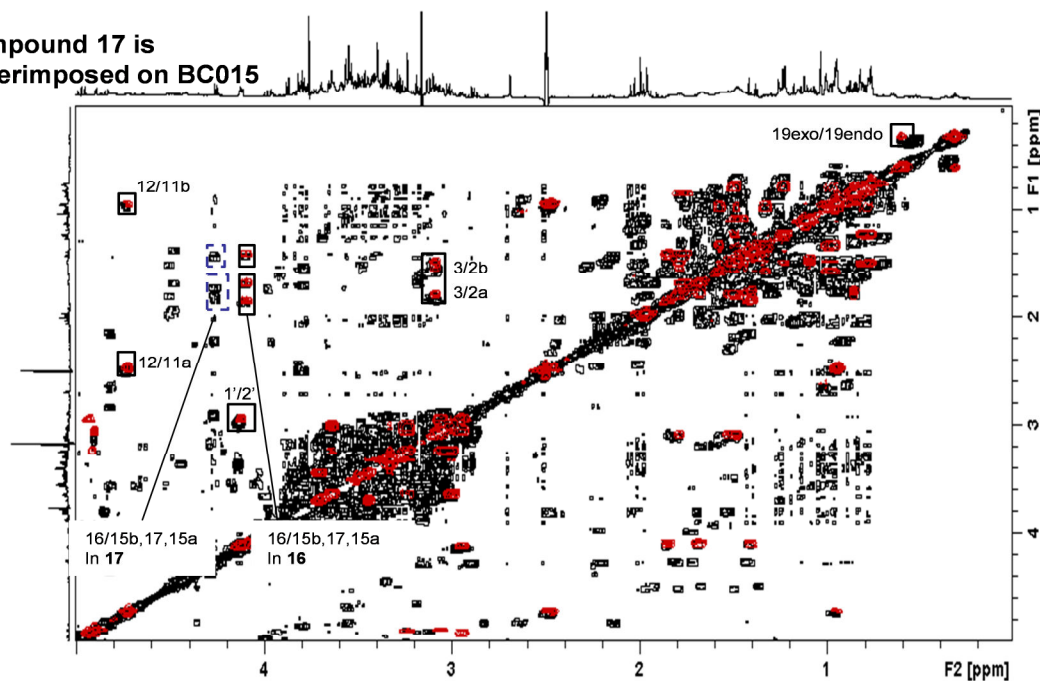 mpound 17 is
erimposed on BC015
19exo/19endo
12/11b
3/2b
3/2a
12/11a
1'/2'
16/15b,17,15a
In 17
16/15b,17,15a
In 16
F1 [ppm]
1
2
3
4
4 3 2 1 F2 [ppm]